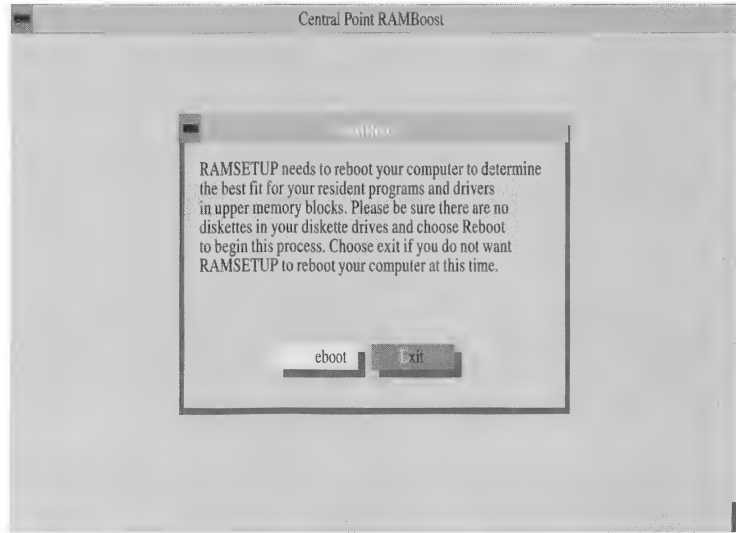 Central Point RAMBoost
RAMSETUP needs to reboot your computer to determine
the best fit for your resident programs and drivers
in upper memory blocks. Please be sure there are no
diskettes in your diskette drives and choose Reboot
to begin this process. Choose exit if you do not want
RAMSETUP to reboot your computer at this time.
eboot Exit